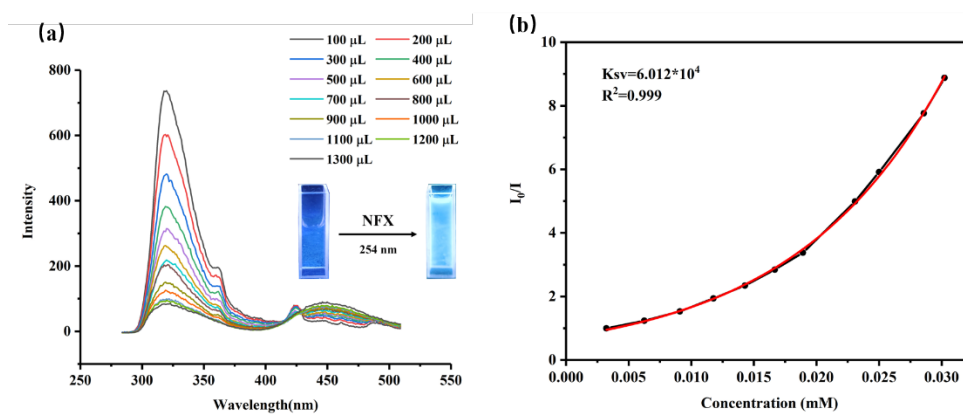 (a)
100 μL 200 μL
300 μL 400 μL
500 μL 600 μL
700 μL 800 μL
900 μL 1000 μL
1100 μL 1200 μL
1300 μL
NFX
254 nm
800
600
400
200
0
Intensity
250 300 350 400 450 500 550
Wavelength(nm)
(b)
Ksv=6.012*10⁴
R²=0.999
10
8
6
4
2
0
I₀/I
0.000 0.005 0.010 0.015 0.020 0.025 0.030
Concentration (mM)